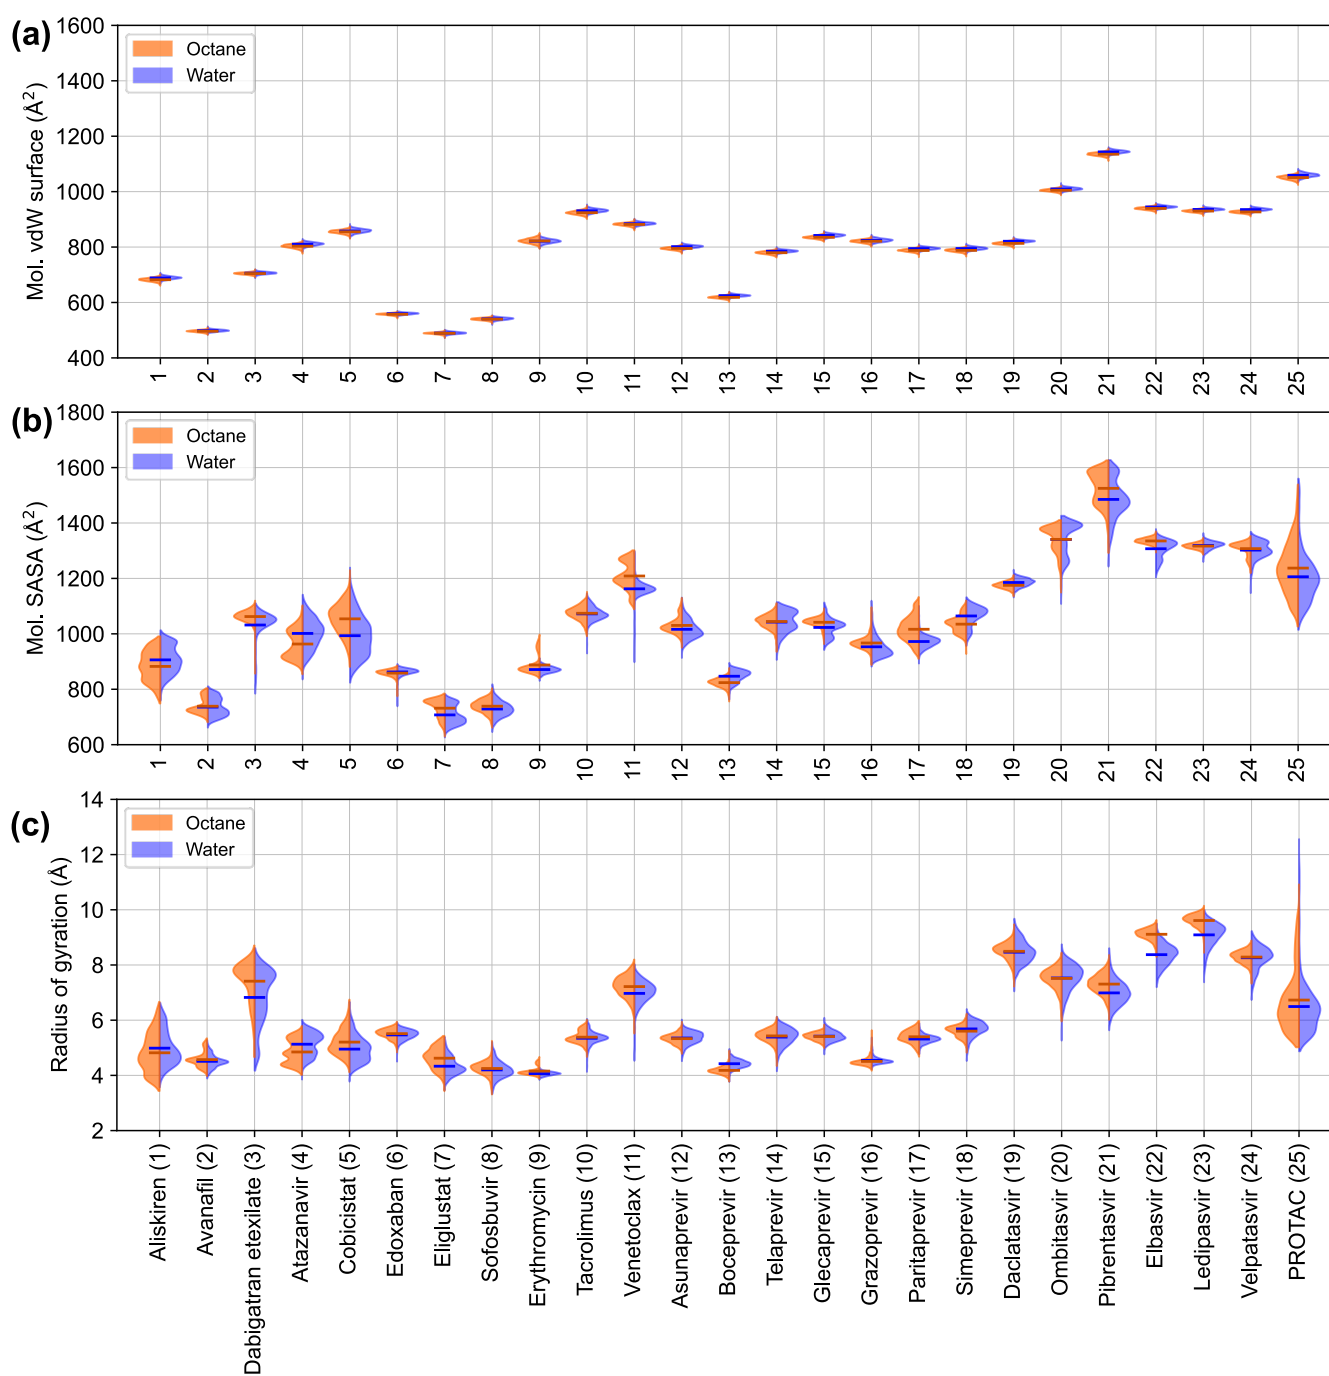 (a)
Mol. vdW surface (Å²)
1600
1400
1200
1000
800
600
400
Octane
Water
1 2 3 4 5 6 7 8 9 10 11 12 13 14 15 16 17 18 19 20 21 22 23 24 25
(b)
Mol. SASA (Å²)
1800
1600
1400
1200
1000
800
600
Octane
Water
1 2 3 4 5 6 7 8 9 10 11 12 13 14 15 16 17 18 19 20 21 22 23 24 25
(c)
Radius of gyration (Å)
14
12
10
8
6
4
2
Octane
Water
Aliskiren (1)
Avanafil (2)
Dabigatran etexilate (3)
Atazanavir (4)
Cobicistat (5)
Edoxaban (6)
Eliglustat (7)
Sofosbuvir (8)
Erythromycin (9)
Tacrolimus (10)
Venetoclax (11)
Asunaprevir (12)
Boceprevir (13)
Telaprevir (14)
Glecaprevir (15)
Grazoprevir (16)
Paritaprevir (17)
Simeprevir (18)
Daclatasvir (19)
Ombitasvir (20)
Pibrentasvir (21)
Elbasvir (22)
Ledipasvir (23)
Velpatasvir (24)
PROTAC (25)